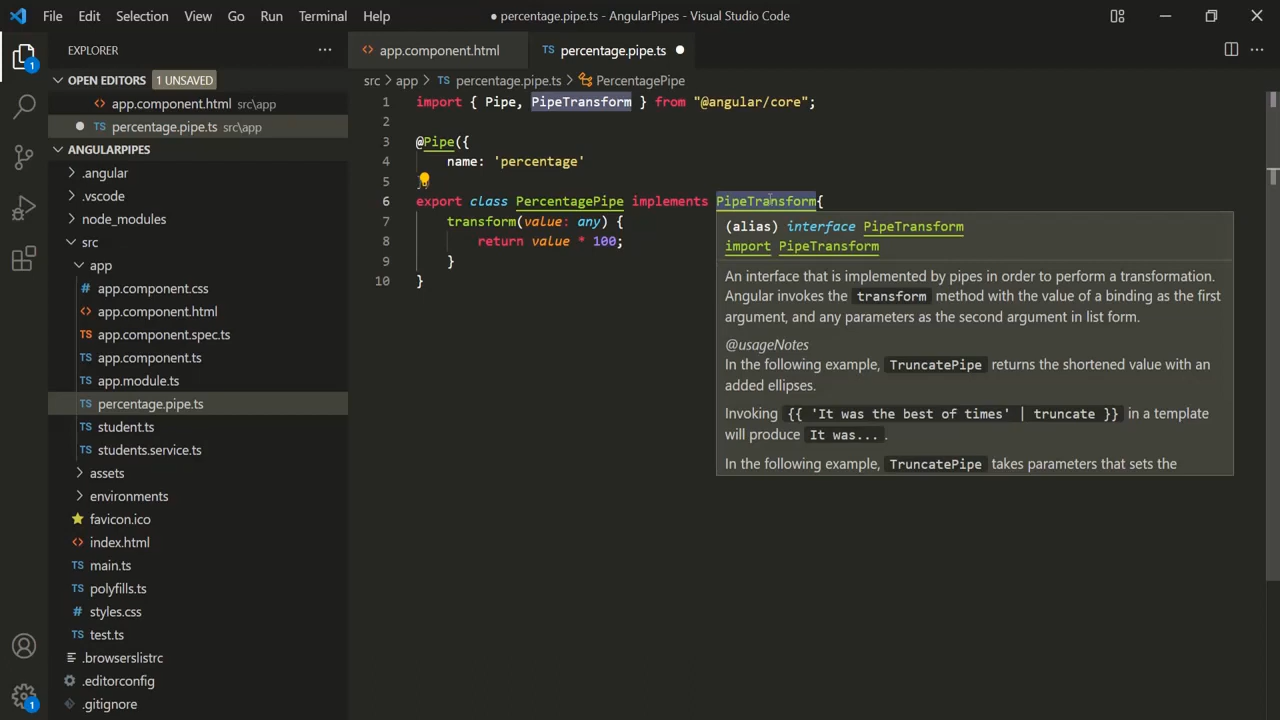 File Edit Selection View Go Run Terminal Help
● percentage.pipe.ts - AngularPipes - Visual Studio Code
EXPLORER
OPEN EDITORS 1 UNSAVED
app.component.html src\app
percentage.pipe.ts src\app
ANGULARPIPES
.angular
.vscode
node_modules
src
app
app.component.css
app.component.html
app.component.spec.ts
app.component.ts
app.module.ts
percentage.pipe.ts
student.ts
students.service.ts
assets
environments
favicon.ico
index.html
main.ts
polyfills.ts
styles.css
test.ts
.browserslistrc
.editorconfig
.gitignore
app.component.html
percentage.pipe.ts
src > app > TS percentage.pipe.ts > PercentagePipe
1 import { Pipe, PipeTransform } from "@angular/core";
2
3 @Pipe({
4 name: 'percentage'
5
6 export class PercentagePipe implements PipeTransform{
7 transform(value: any) {
8 return value * 100;
9 }
10 }
(alias) interface PipeTransform
import PipeTransform
An interface that is implemented by pipes in order to perform a transformation.
Angular invokes the transform method with the value of a binding as the first
argument, and any parameters as the second argument in list form.
@usageNotes
In the following example, TruncatePipe returns the shortened value with an
added ellipses.
Invoking {{ 'It was the best of times' | truncate }} in a template
will produce It was... .
In the following example, TruncatePipe takes parameters that sets the